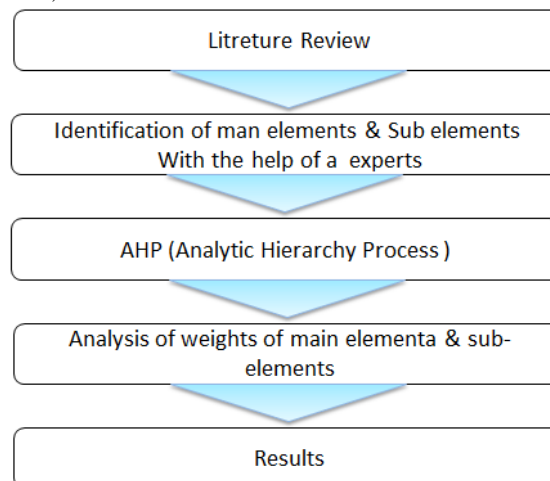 Litreture Review
Identification of man elements & Sub elements
With the help of a experts
AHP (Analytic Hierarchy Process )
Analysis of weights of main elementa & sub-
elements
Results